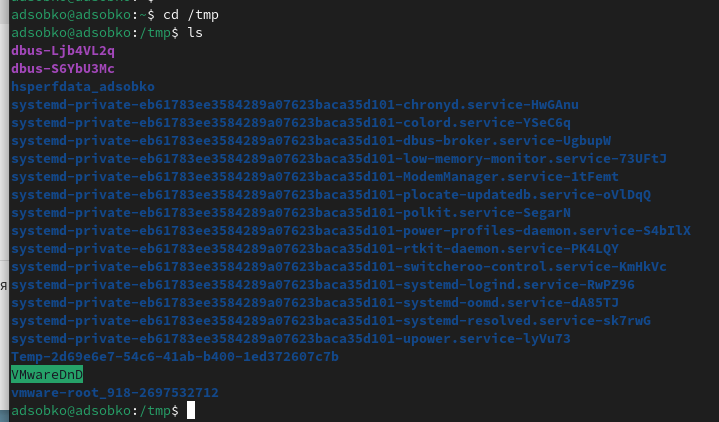 adsobko@adsobko:~$ cd /tmp
adsobko@adsobko:/tmp$ ls
dbus-Ljb4VL2q
dbus-S6YbU3Mc
hsperfdata_adsobko
systemd-private-eb61783ee3584289a07623baca35d101-chronyd.service-HwGAnu
systemd-private-eb61783ee3584289a07623baca35d101-colord.service-YSeC6q
systemd-private-eb61783ee3584289a07623baca35d101-dbus-broker.service-UgbupW
systemd-private-eb61783ee3584289a07623baca35d101-low-memory-monitor.service-73UFtJ
systemd-private-eb61783ee3584289a07623baca35d101-ModemManager.service-1tFemt
systemd-private-eb61783ee3584289a07623baca35d101-plocate-updatedb.service-oVlDqQ
systemd-private-eb61783ee3584289a07623baca35d101-polkit.service-SegarN
systemd-private-eb61783ee3584289a07623baca35d101-power-profiles-daemon.service-S4bIlX
systemd-private-eb61783ee3584289a07623baca35d101-rtkit-daemon.service-PK4LQY
systemd-private-eb61783ee3584289a07623baca35d101-switcheroo-control.service-KmHkVc
systemd-private-eb61783ee3584289a07623baca35d101-systemd-logind.service-RwPZ96
systemd-private-eb61783ee3584289a07623baca35d101-systemd-oomd.service-dA85TJ
systemd-private-eb61783ee3584289a07623baca35d101-systemd-resolved.service-sk7rwG
systemd-private-eb61783ee3584289a07623baca35d101-upower.service-lyVu73
Temp-2d69e6e7-54c6-41ab-b400-1ed372607c7b
VMwareDnD
vmware-root_918-2697532712
adsobko@adsobko:/tmp$
я